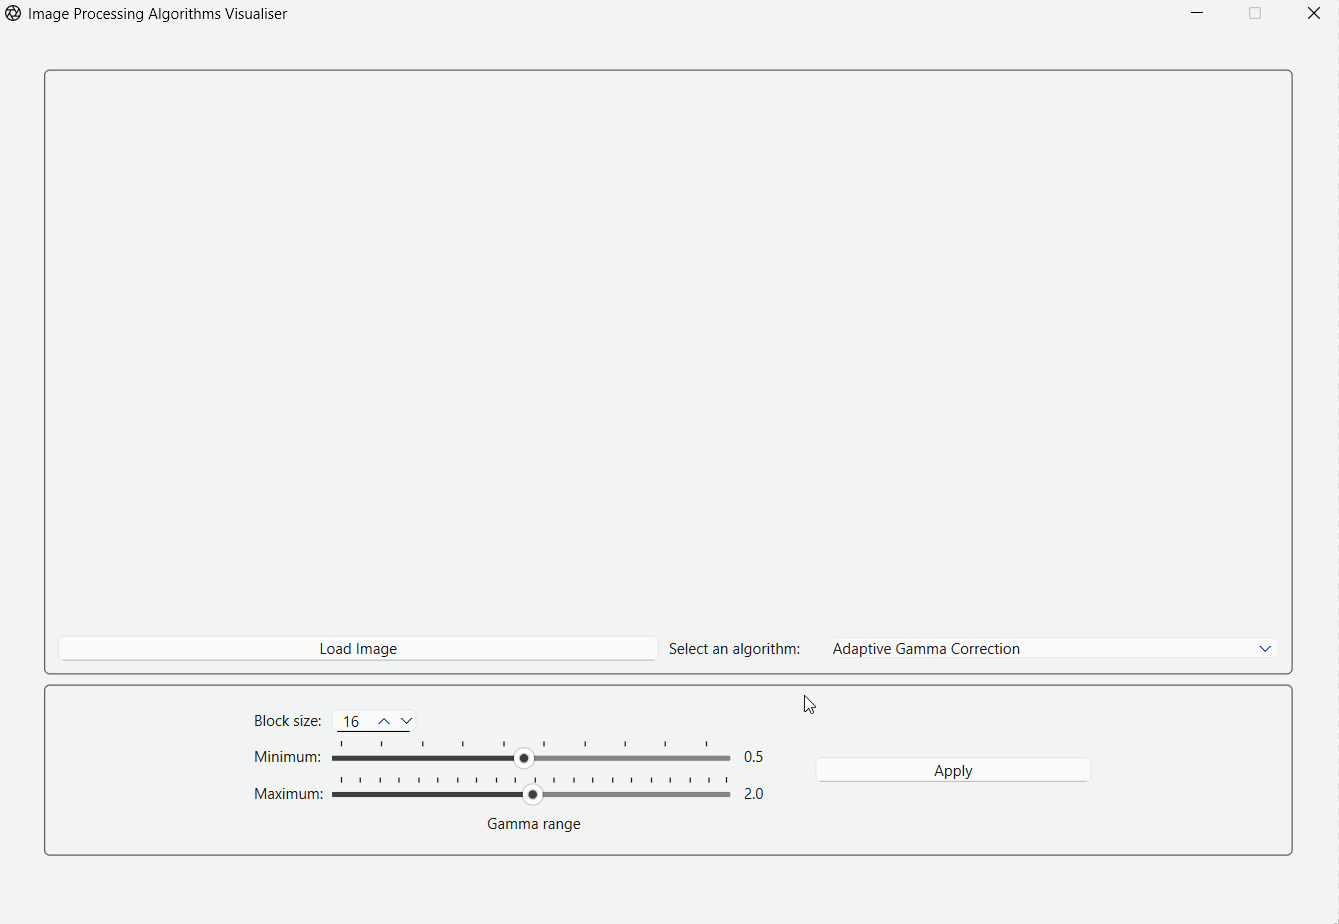 Image Processing Algorithms Visualiser
Load Image
Select an algorithm:
Adaptive Gamma Correction
Block size:
16
Minimum:
0.5
Maximum:
2.0
Gamma range
Apply